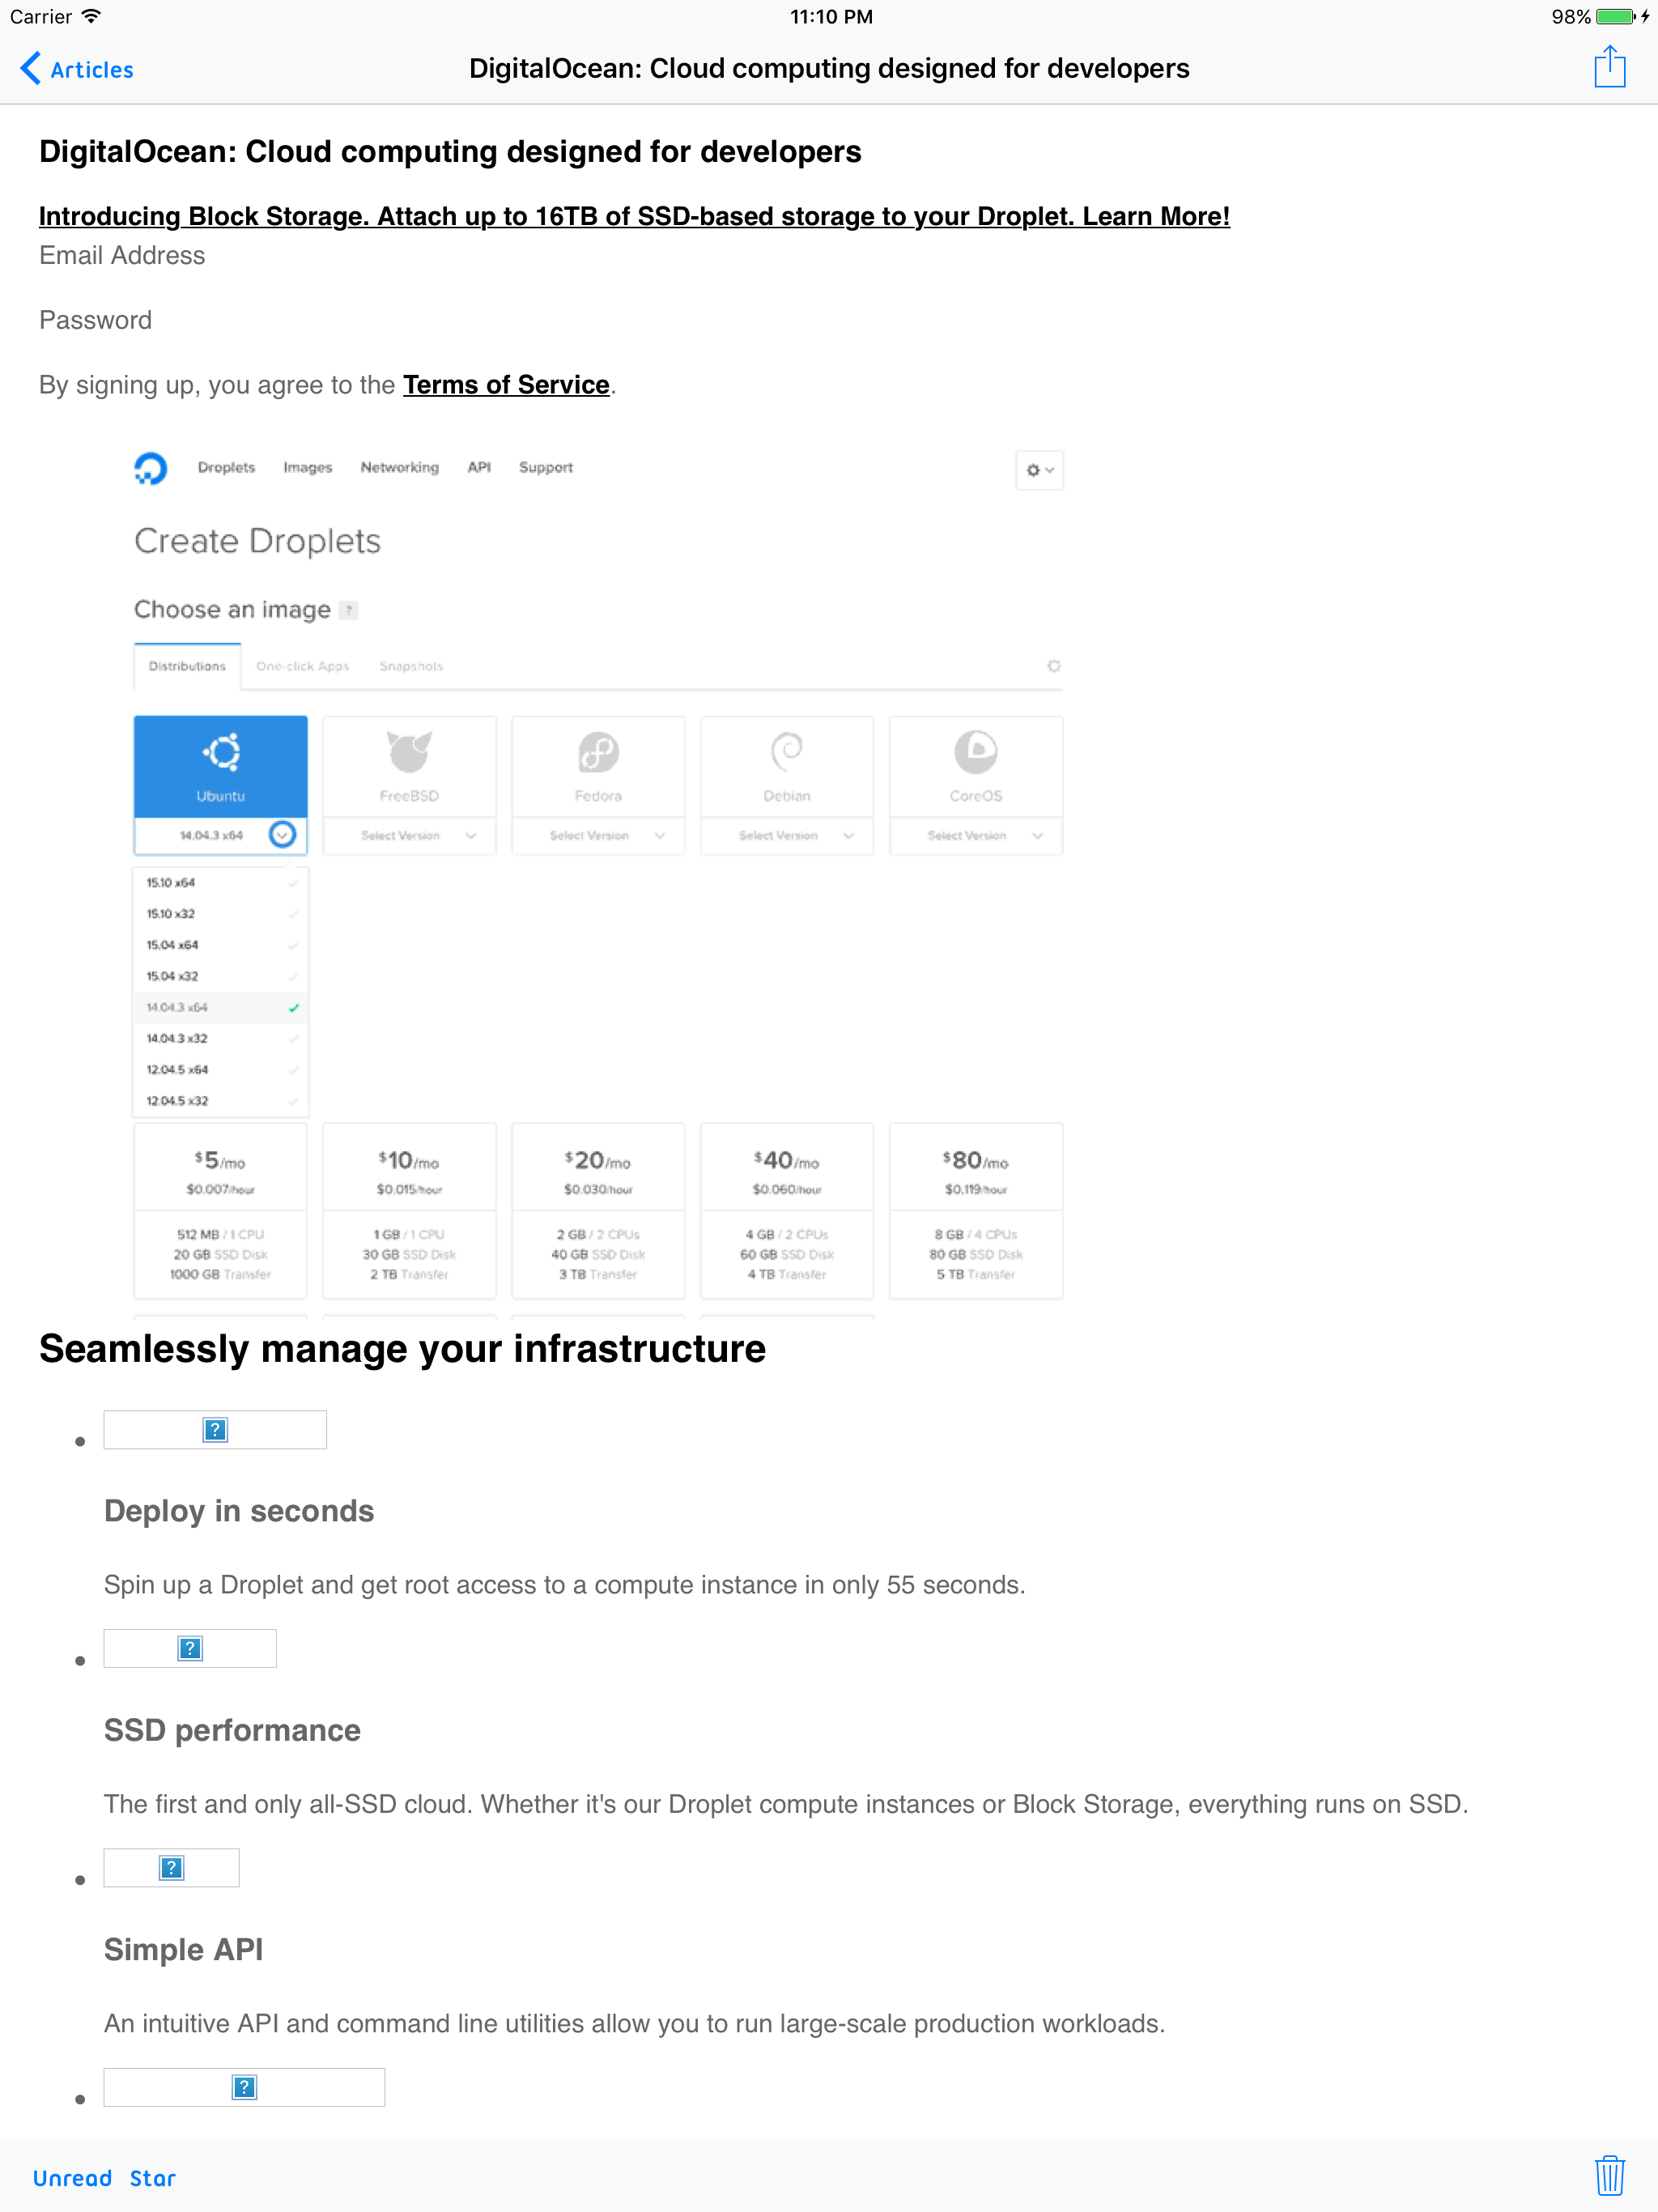 Carrier 11:10 PM 98%
Articles DigitalOcean: Cloud computing designed for developers
DigitalOcean: Cloud computing designed for developers
Introducing Block Storage. Attach up to 16TB of SSD-based storage to your Droplet. Learn More!
Email Address
Password
By signing up, you agree to the Terms of Service.
Droplets Images Networking API Support
Create Droplets
Choose an image ?
Distributions One-click Apps Snapshots
Ubuntu FreeBSD Fedora Debian CoreOS
14.04.3 x64 Select Version Select Version Select Version Select Version
15.10 x64
15.10 x32
15.04 x64
15.04 x32
14.04.3 x64
14.04.3 x32
12.04.5 x64
12.04.5 x32
$5/mo $10/mo $20/mo $40/mo $80/mo
$0.007/hour $0.015/hour $0.030/hour $0.060/hour $0.119/hour
512 MB / 1 CPU 1 GB / 1 CPU 2 GB / 2 CPUs 4 GB / 2 CPUs 8 GB / 4 CPUs
20 GB SSD Disk 30 GB SSD Disk 40 GB SSD Disk 60 GB SSD Disk 80 GB SSD Disk
1000 GB Transfer 2 TB Transfer 3 TB Transfer 4 TB Transfer 5 TB Transfer
Seamlessly manage your infrastructure
?
Deploy in seconds
Spin up a Droplet and get root access to a compute instance in only 55 seconds.
?
SSD performance
The first and only all-SSD cloud. Whether it's our Droplet compute instances or Block Storage, everything runs on SSD.
?
Simple API
An intuitive API and command line utilities allow you to run large-scale production workloads.
?
Unread Star